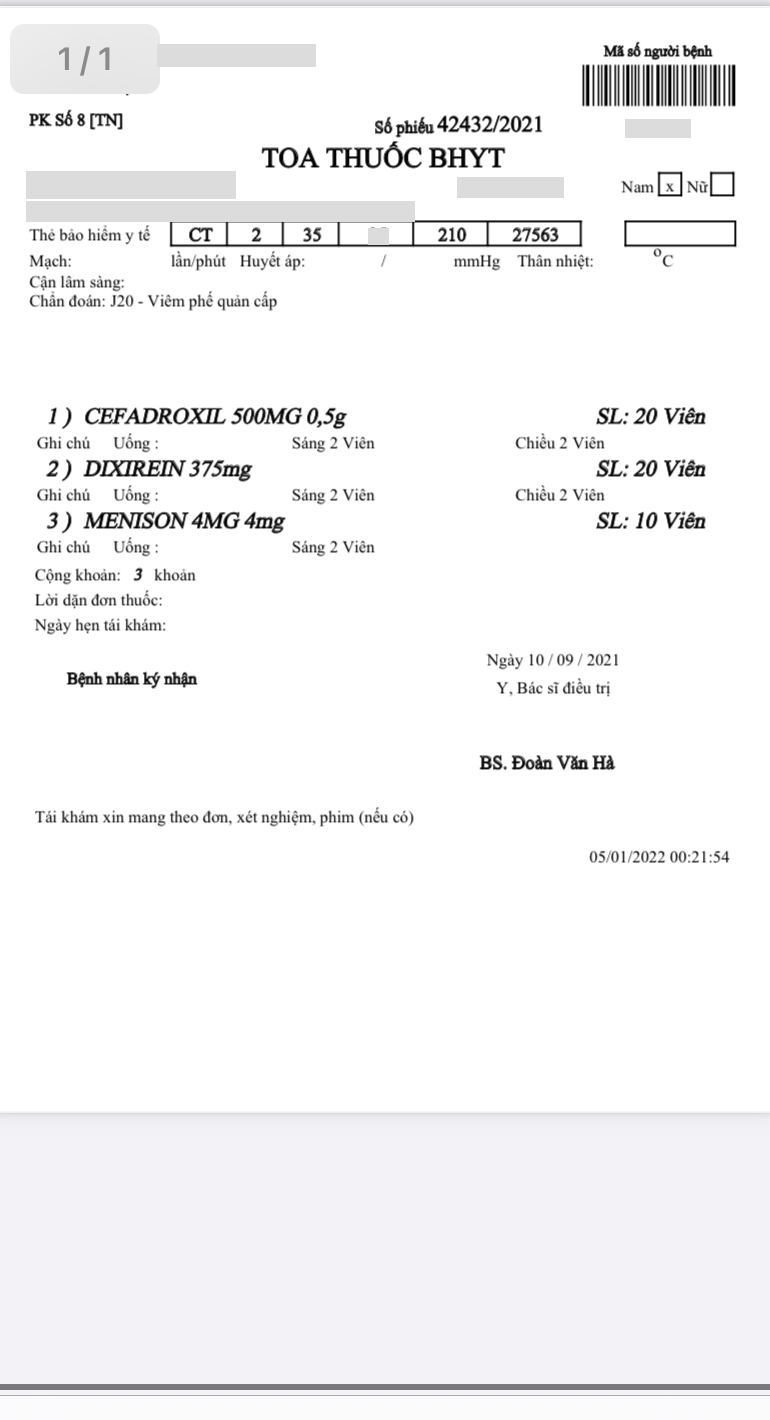 1/1
Mã số người bệnh
PK Số 8 [TN]
Số phiếu 42432/2021
TOA THUỐC BHYT
Nam x Nữ
Thẻ bảo hiểm y tế CT 2 35 210 27563
Mạch: lần/phút Huyết áp: / mmHg Thân nhiệt: °C
Cận lâm sàng:
Chẩn đoán: J20 - Viêm phế quản cấp
1 ) CEFADROXIL 500MG 0,5g SL: 20 Viên
Ghi chú Uống : Sáng 2 Viên Chiều 2 Viên
2 ) DIXIREIN 375mg SL: 20 Viên
Ghi chú Uống : Sáng 2 Viên Chiều 2 Viên
3 ) MENISON 4MG 4mg SL: 10 Viên
Ghi chú Uống : Sáng 2 Viên
Cộng khoản: 3 khoản
Lời dặn đơn thuốc:
Ngày hẹn tái khám:
Ngày 10 / 09 / 2021
Bệnh nhân ký nhận
Y, Bác sĩ điều trị
BS. Đoàn Văn Hà
Tái khám xin mang theo đơn, xét nghiệm, phim (nếu có)
05/01/2022 00:21:54